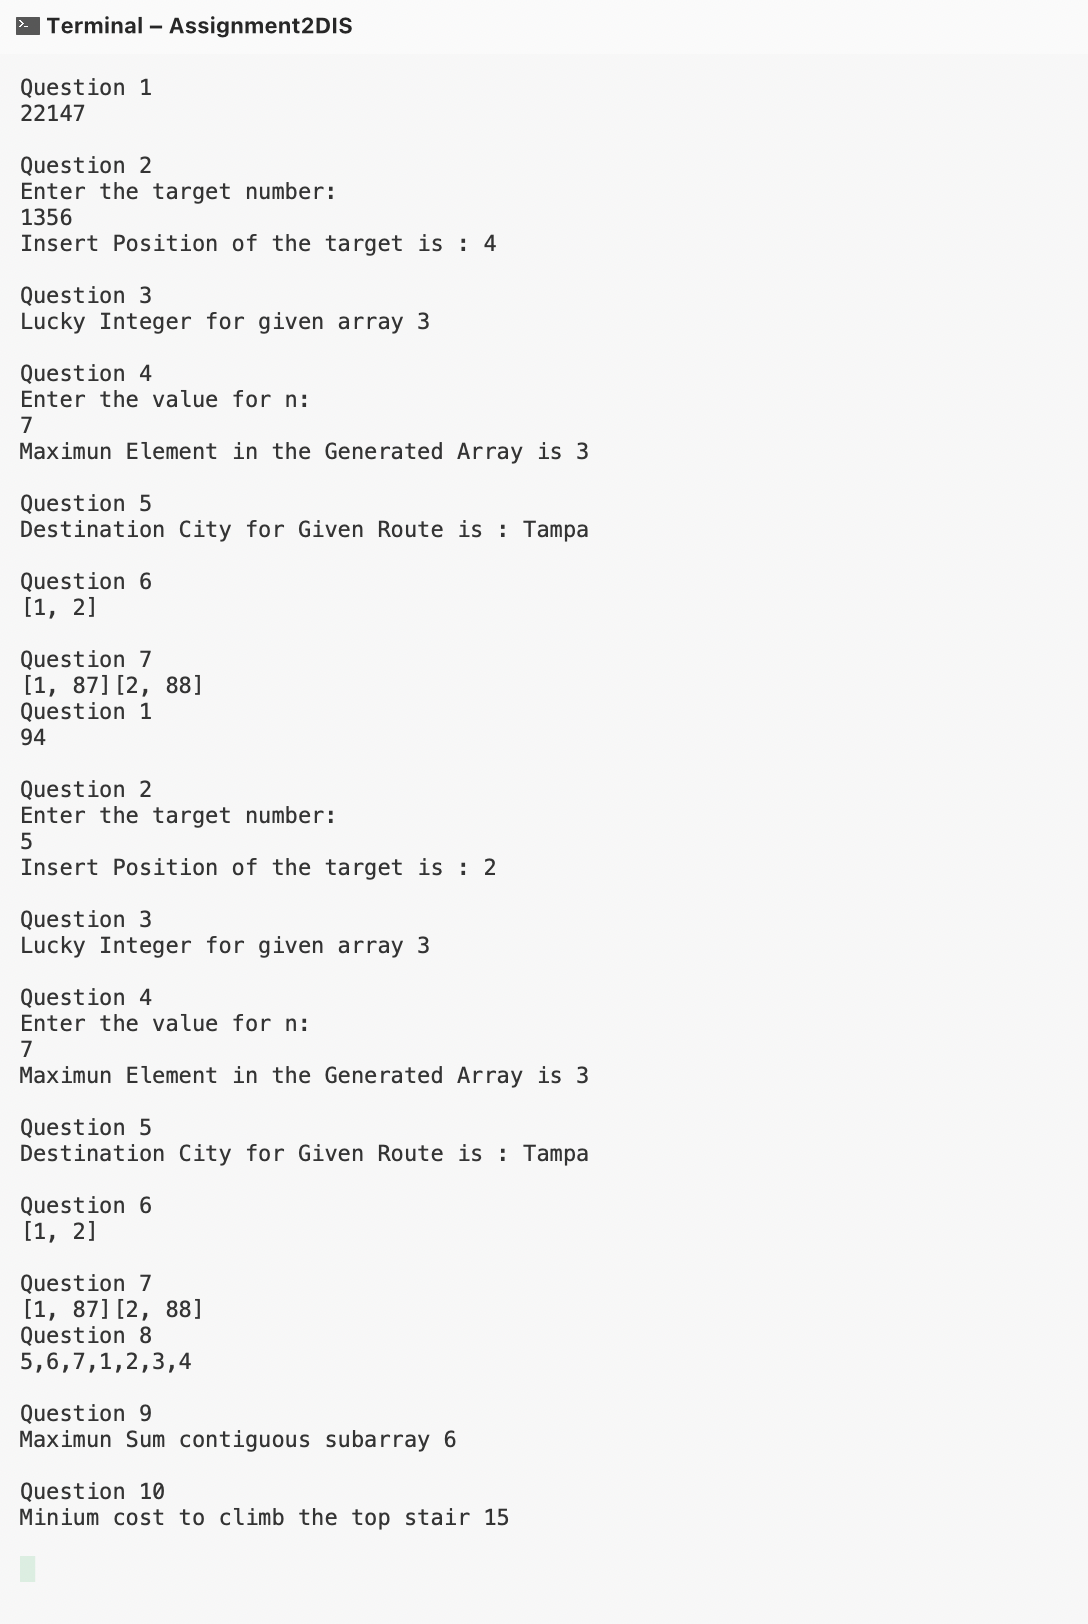 Terminal – Assignment2DIS
Question 1
22147
Question 2
Enter the target number:
1356
Insert Position of the target is : 4
Question 3
Lucky Integer for given array 3
Question 4
Enter the value for n:
7
Maximun Element in the Generated Array is 3
Question 5
Destination City for Given Route is : Tampa
Question 6
[1, 2]
Question 7
[1, 87][2, 88]
Question 1
94
Question 2
Enter the target number:
5
Insert Position of the target is : 2
Question 3
Lucky Integer for given array 3
Question 4
Enter the value for n:
7
Maximun Element in the Generated Array is 3
Question 5
Destination City for Given Route is : Tampa
Question 6
[1, 2]
Question 7
[1, 87][2, 88]
Question 8
5,6,7,1,2,3,4
Question 9
Maximun Sum contiguous subarray 6
Question 10
Minium cost to climb the top stair 15